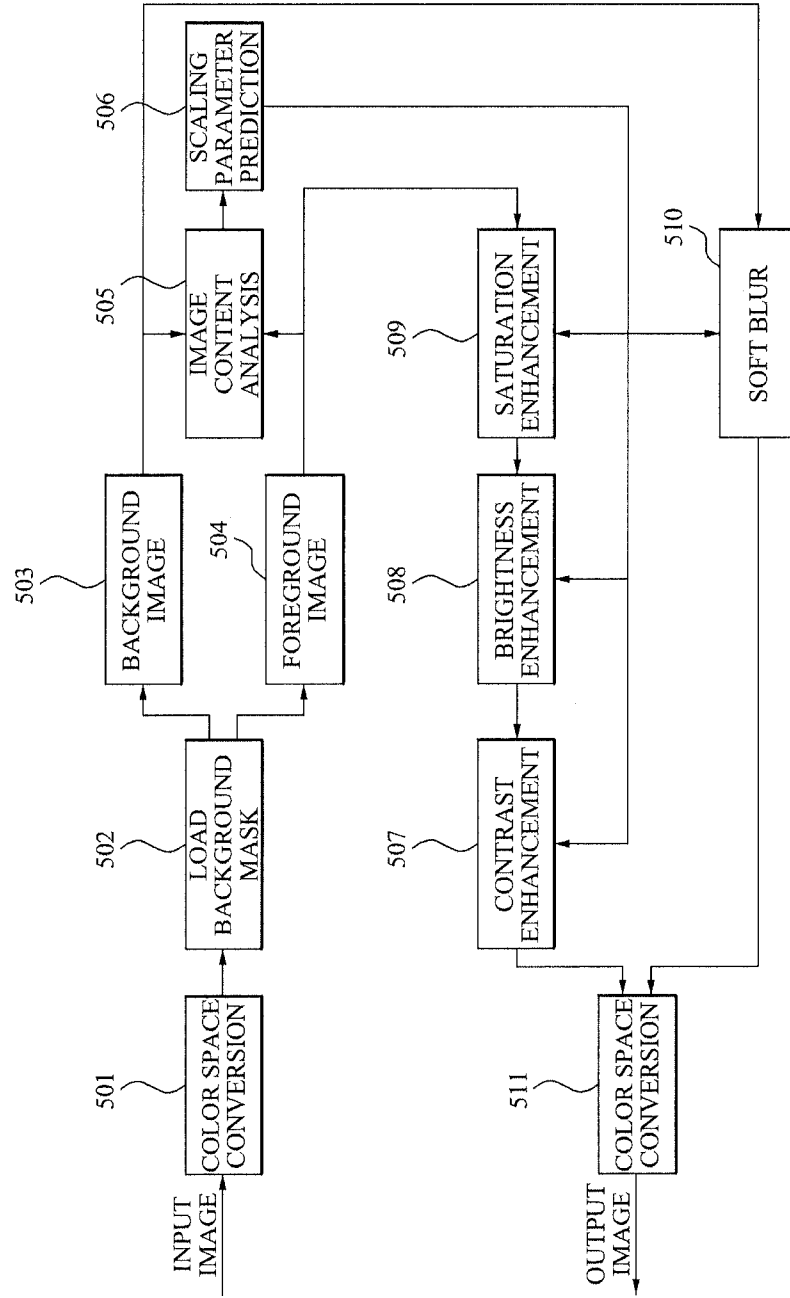 INPUT
IMAGE
501
COLOR SPACE
CONVERSION
502
LOAD
BACKGROUND
MASK
503
BACKGROUND
IMAGE
504
FOREGROUND
IMAGE
505
IMAGE
CONTENT
ANALYSIS
506
SCALING
PARAMETER
PREDICTION
507
CONTRAST
ENHANCEMENT
508
BRIGHTNESS
ENHANCEMENT
509
SATURATION
ENHANCEMENT
510
SOFT BLUR
511
COLOR SPACE
CONVERSION
OUTPUT
IMAGE